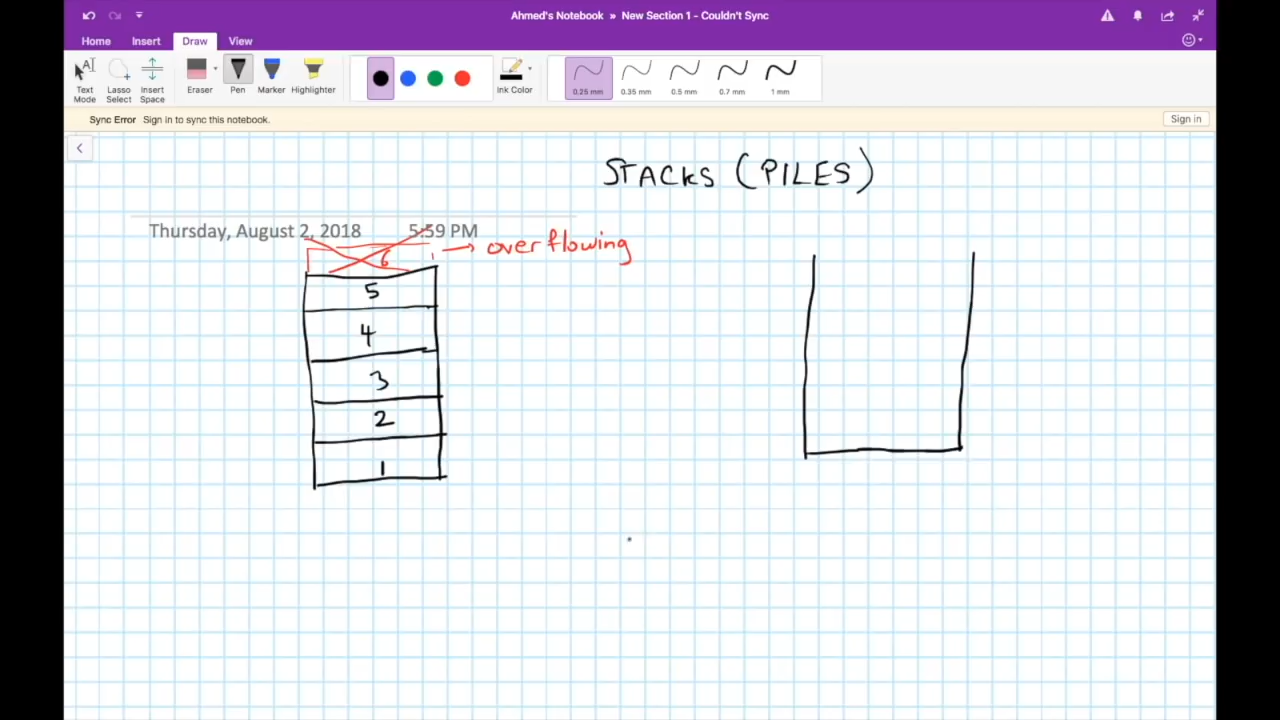 Ahmed's Notebook » New Section 1 - Couldn't Sync
Home Insert Draw View
Text Mode
Lasso Select
Insert Space
Eraser
Pen
Marker
Highlighter
Ink Color
0.25 mm
0.35 mm
0.5 mm
0.7 mm
1 mm
Sync Error Sign in to sync this notebook.
Sign in
STACKS (PILES)
Thursday, August 2, 2018 5:59 PM
6 → overflowing
5
4
3
2
1